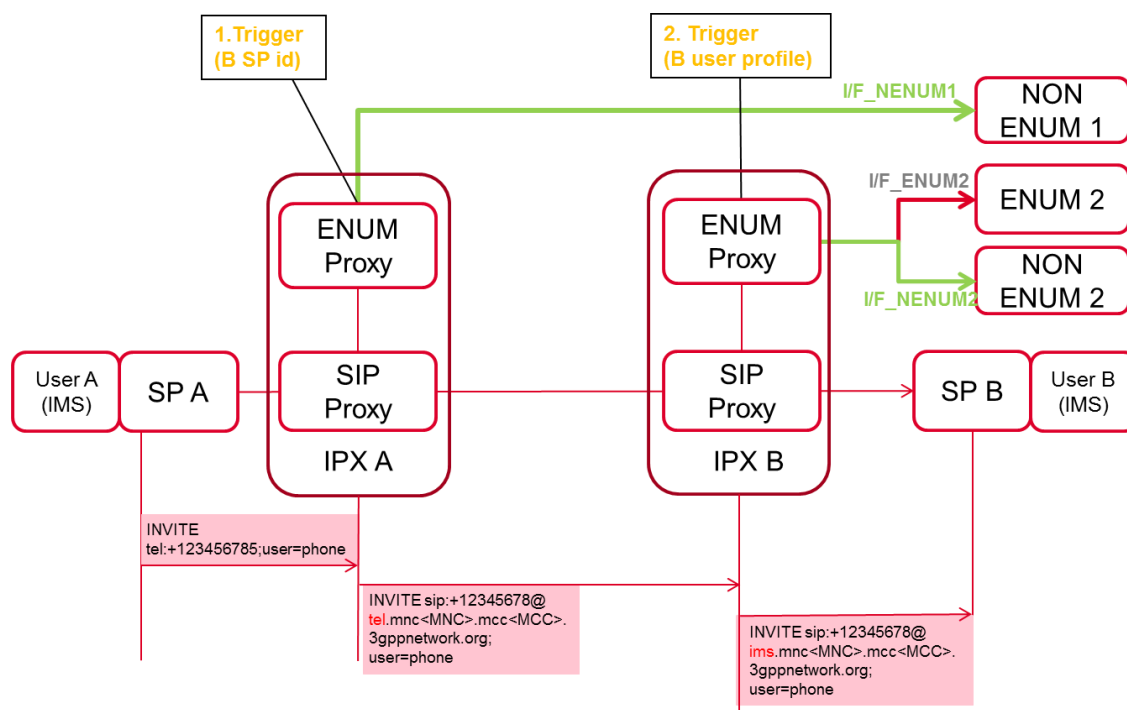 1.Trigger
(B SP id)
2. Trigger
(B user profile)
I/F_NENUM1
NON
ENUM 1
I/F_ENUM2
ENUM 2
ENUM
Proxy
ENUM
Proxy
NON
ENUM 2
I/F_NENUM2
User A
(IMS)
SP A
SIP
Proxy
SIP
Proxy
SP B
User B
(IMS)
IPX A
IPX B
INVITE
tel:+123456785;user=phone
INVITE sip:+12345678@
tel.mnc<MNC>.mcc<MCC>.
3gppnetwork.org;
user=phone
INVITE sip:+12345678@
ims.mnc<MNC>.mcc<MCC>.
3gppnetwork.org;
user=phone